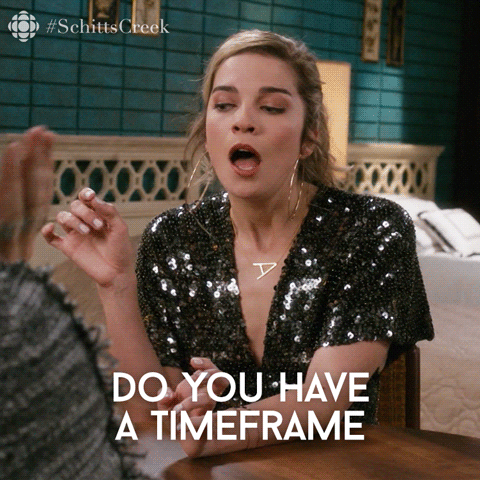 #SchittsCreek
A
DO YOU HAVE
A TIMEFRAME